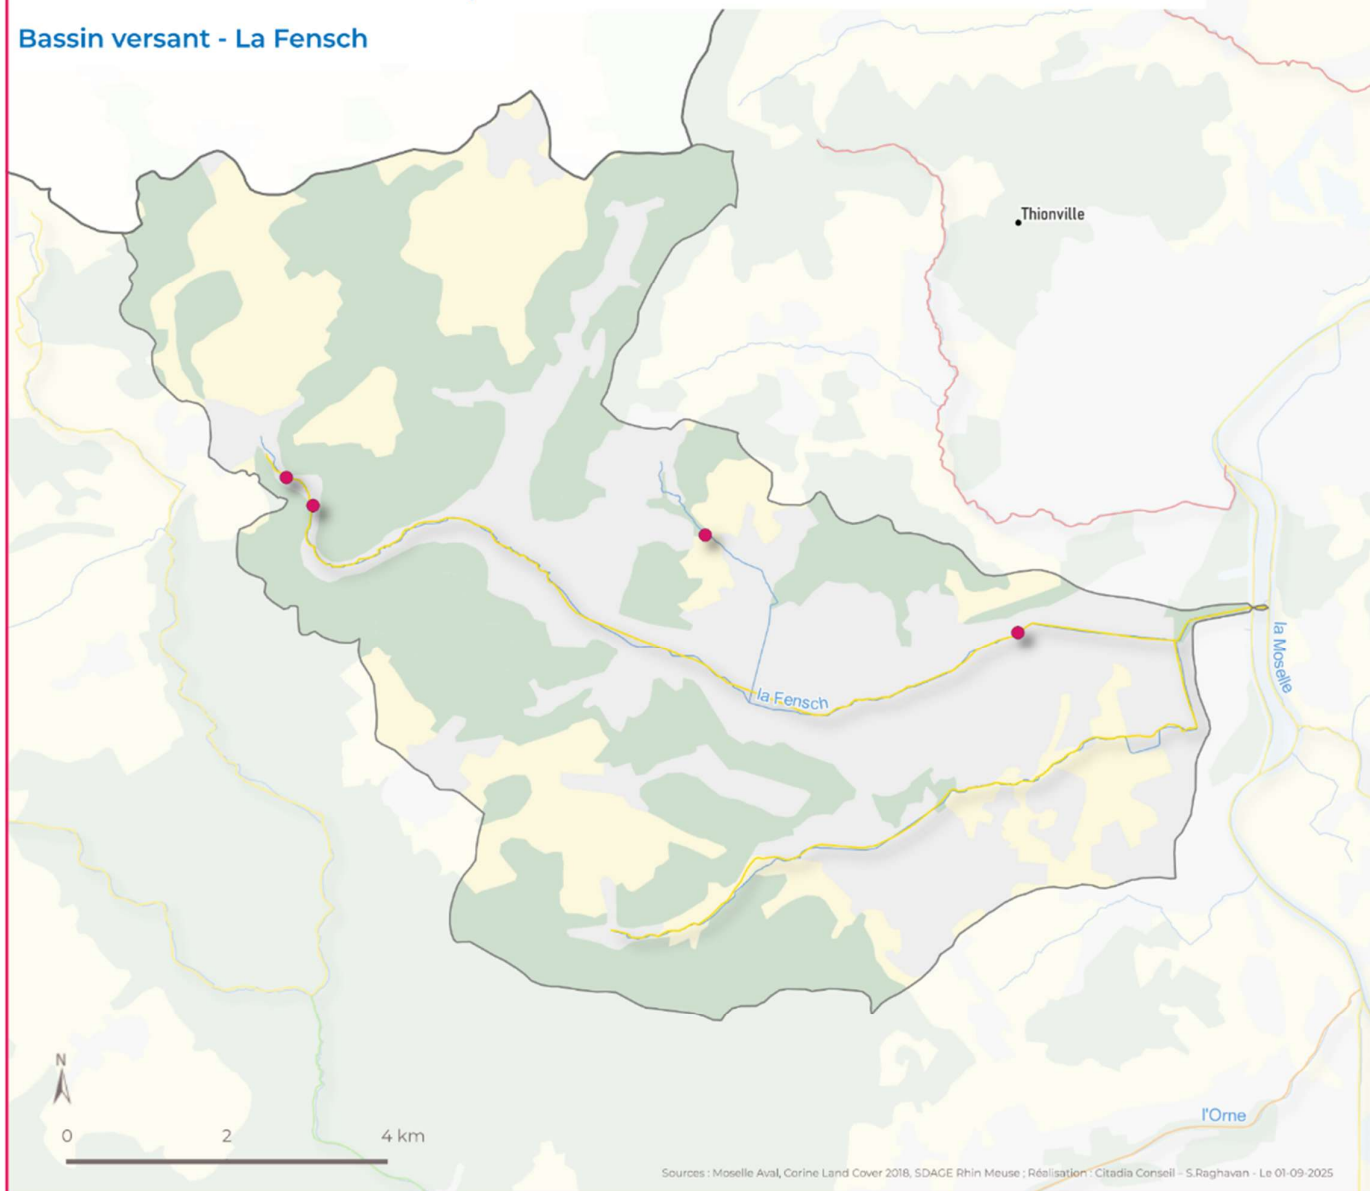 Bassin versant - La Fensch
Thionville
la Moselle
la Fensch
N
0 2 4 km
l'Orne
Sources : Moselle Aval, Corine Land Cover 2018, SDAGE Rhin Meuse ; Réalisation : Citadia Conseil - S.Raghavan - Le 01-09-2025